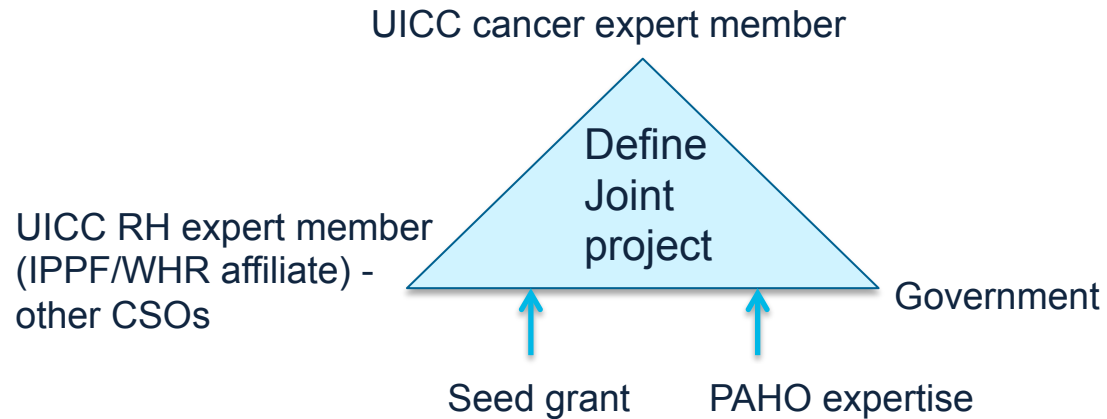 UICC cancer expert member
Define
Joint
project
UICC RH expert member
(IPPF/WHR affiliate) -
other CSOs
Government
Seed grant
PAHO expertise